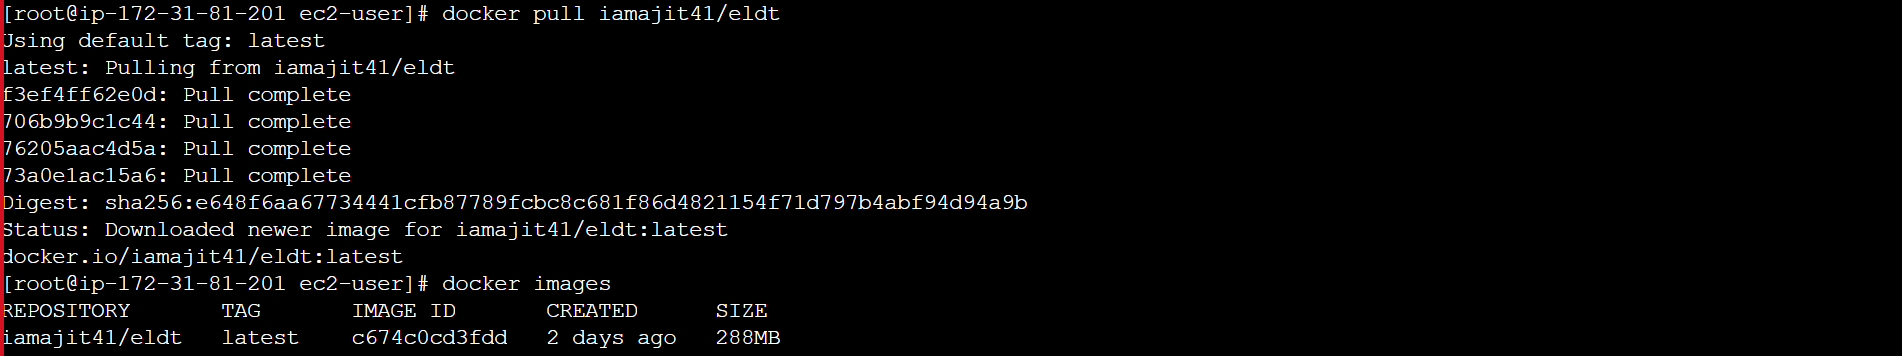 [root@ip-172-31-81-201 ec2-user]# docker pull iamajit41/eldt
Using default tag: latest
latest: Pulling from iamajit41/eldt
f3ef4ff62e0d: Pull complete
706b9b9c1c44: Pull complete
76205aac4d5a: Pull complete
73a0e1ac15a6: Pull complete
Digest: sha256:e648f6aa67734441cfb87789fcbc8c681f86d4821154f71d797b4abf94d94a9b
Status: Downloaded newer image for iamajit41/eldt:latest
docker.io/iamajit41/eldt:latest
[root@ip-172-31-81-201 ec2-user]# docker images
REPOSITORY       TAG       IMAGE ID       CREATED      SIZE
iamajit41/eldt   latest    c674c0cd3fdd   2 days ago   288MB